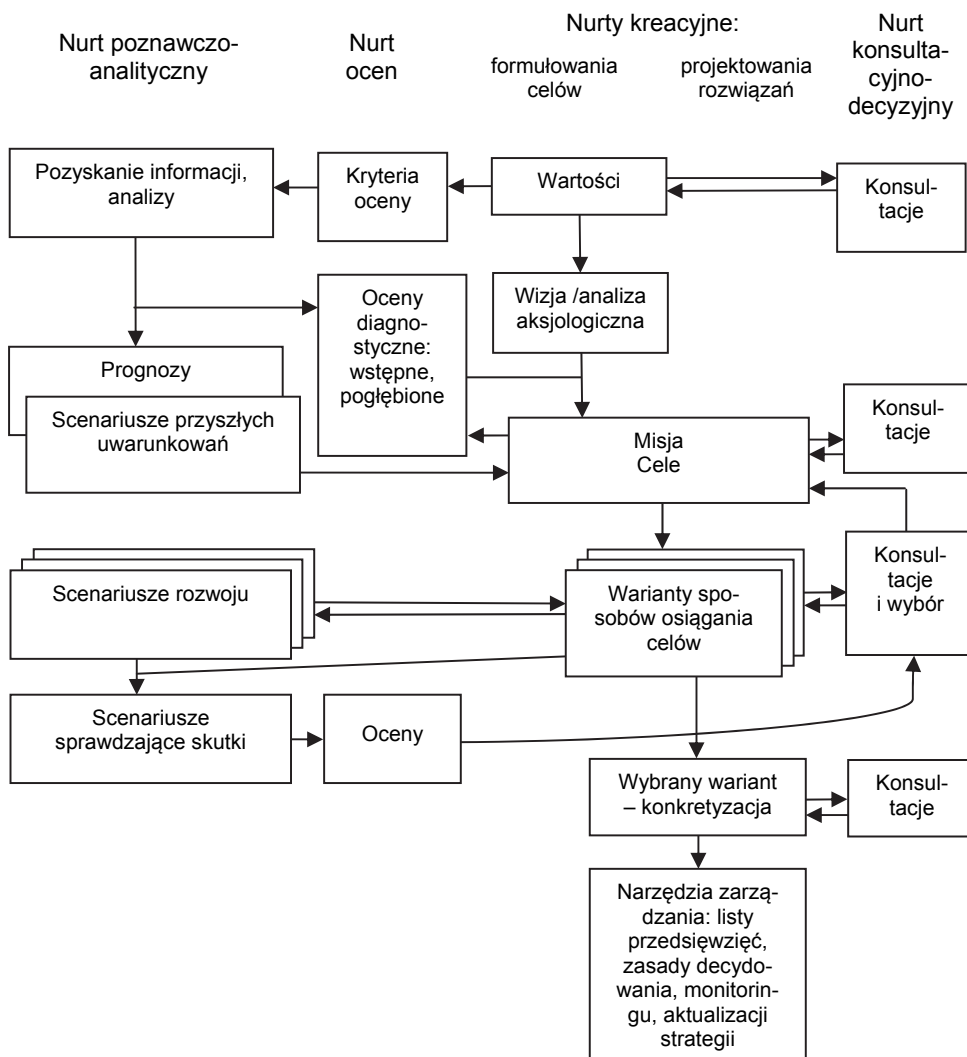 Nurt poznawczo-
analityczny
Nurt
ocen
Nurty kreacyjne:
formułowania
celów
projektowania
rozwiązań
Nurt
konsulta-
cyjno-
decyzyjny
Pozyskanie informacji,
analizy
Kryteria
oceny
Wartości
Konsul-
tacje
Oceny
diagno-
styczne:
wstępne,
pogłębione
Wizja /analiza
aksjologiczna
Prognozy
Scenariusze przyszłych
uwarunkowań
Misja
Cele
Konsul-
tacje
Scenariusze rozwoju
Warianty spo-
sobów osiągania
celów
Konsul-
tacje
i wybór
Scenariusze
sprawdzające skutki
Oceny
Wybrany wariant
– konkretyzacja
Konsul-
tacje
Narzędzia zarzą-
dzania: listy
przedsięwzięć,
zasady decydo-
wania, monitorin-
gu, aktualizacji
strategii